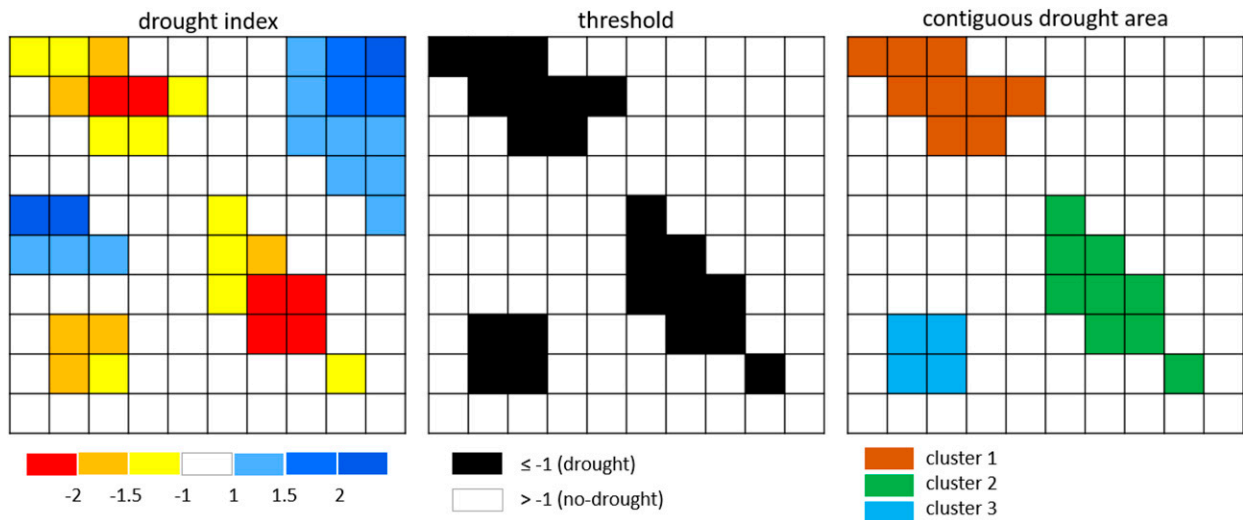 drought index
threshold
contiguous drought area
-2 -1.5 -1 1 1.5 2
≤ -1 (drought)
> -1 (no-drought)
cluster 1
cluster 2
cluster 3